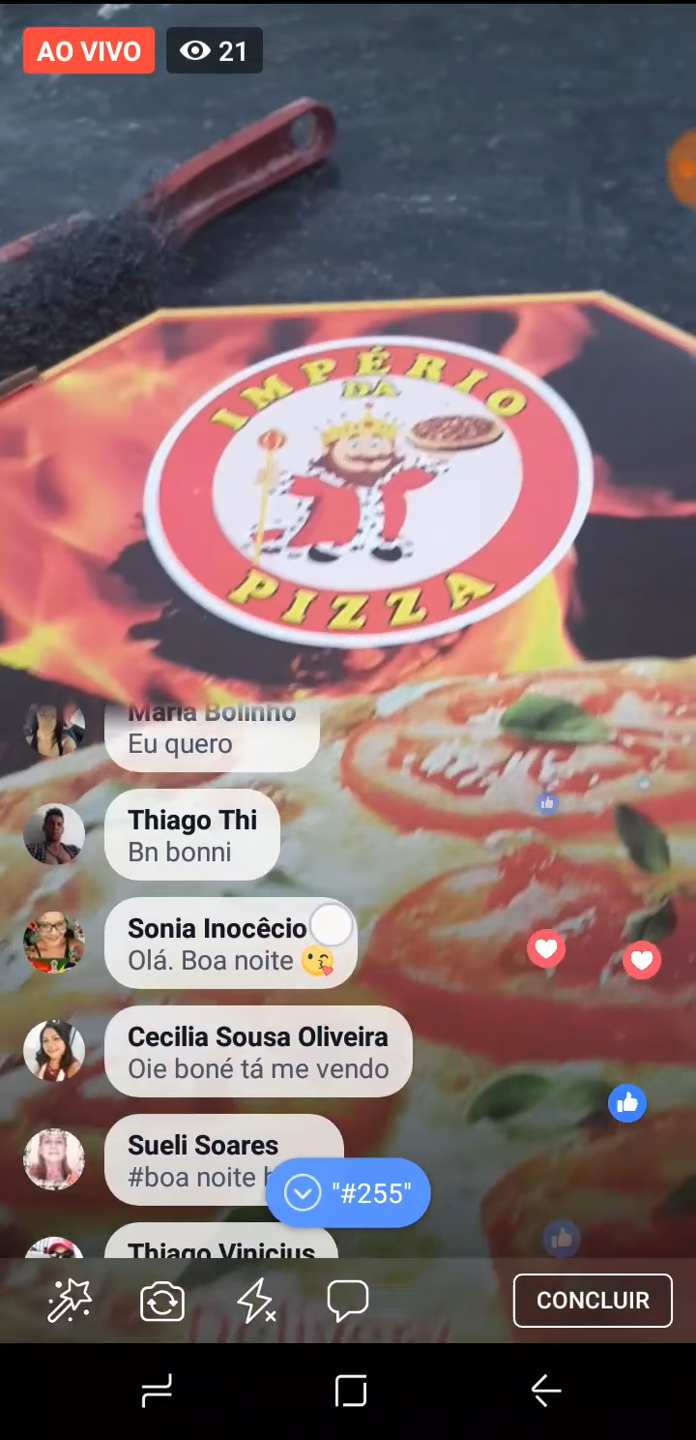 AO VIVO 21
IMPÉRIO
DA
PIZZA
Maria Bolinho
Eu quero
Thiago Thi
Bn bonni
Sonia Inocêcio
Olá. Boa noite 😘
Cecilia Sousa Oliveira
Oie boné tá me vendo
Sueli Soares
#boa noite
"#255"
Thiago Vinicius
CONCLUIR
Delivery